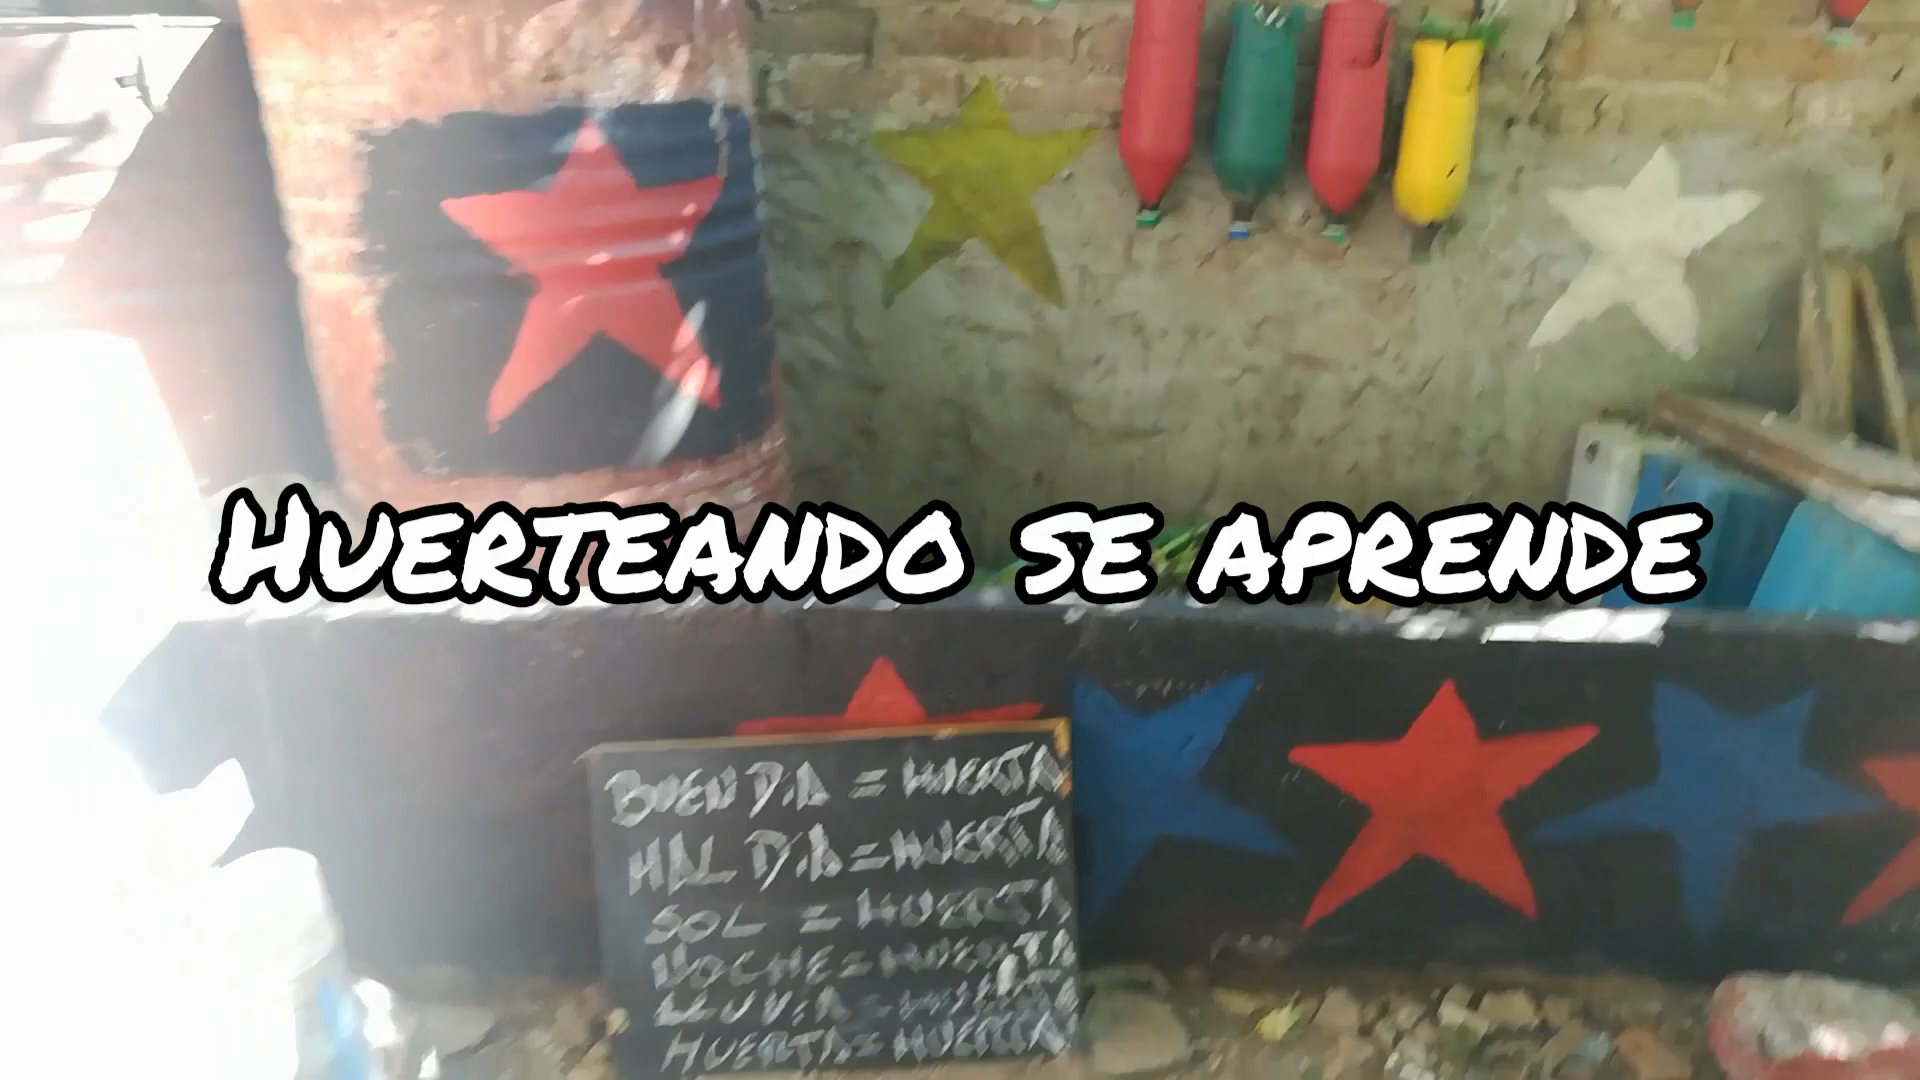 HUERTEANDO SE APRENDE
BUEN DIA = HUERTA
MAL DIA = HUERTA
SOL = HUERTA
NOCHE = HUERTA
LLUVIA = HUERTA
HUERTA = HUERTA